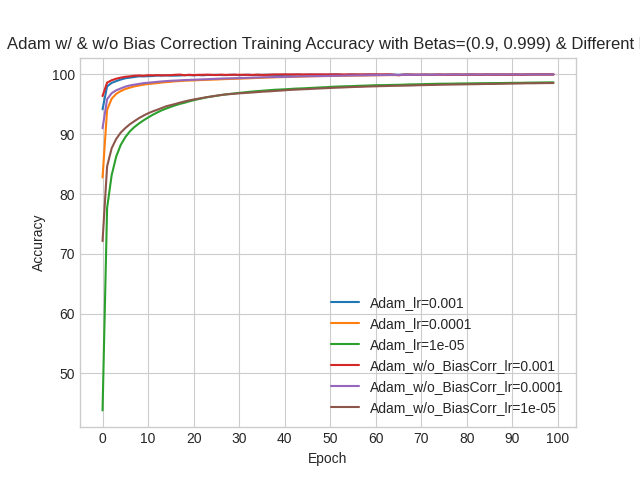 Adam w/ & w/o Bias Correction Training Accuracy with Betas=(0.9, 0.999) & Different
100
90
80
70
60
50
Accuracy
Adam_lr=0.001
Adam_lr=0.0001
Adam_lr=1e-05
Adam_w/o_BiasCorr_lr=0.001
Adam_w/o_BiasCorr_lr=0.0001
Adam_w/o_BiasCorr_lr=1e-05
0 10 20 30 40 50 60 70 80 90 100
Epoch